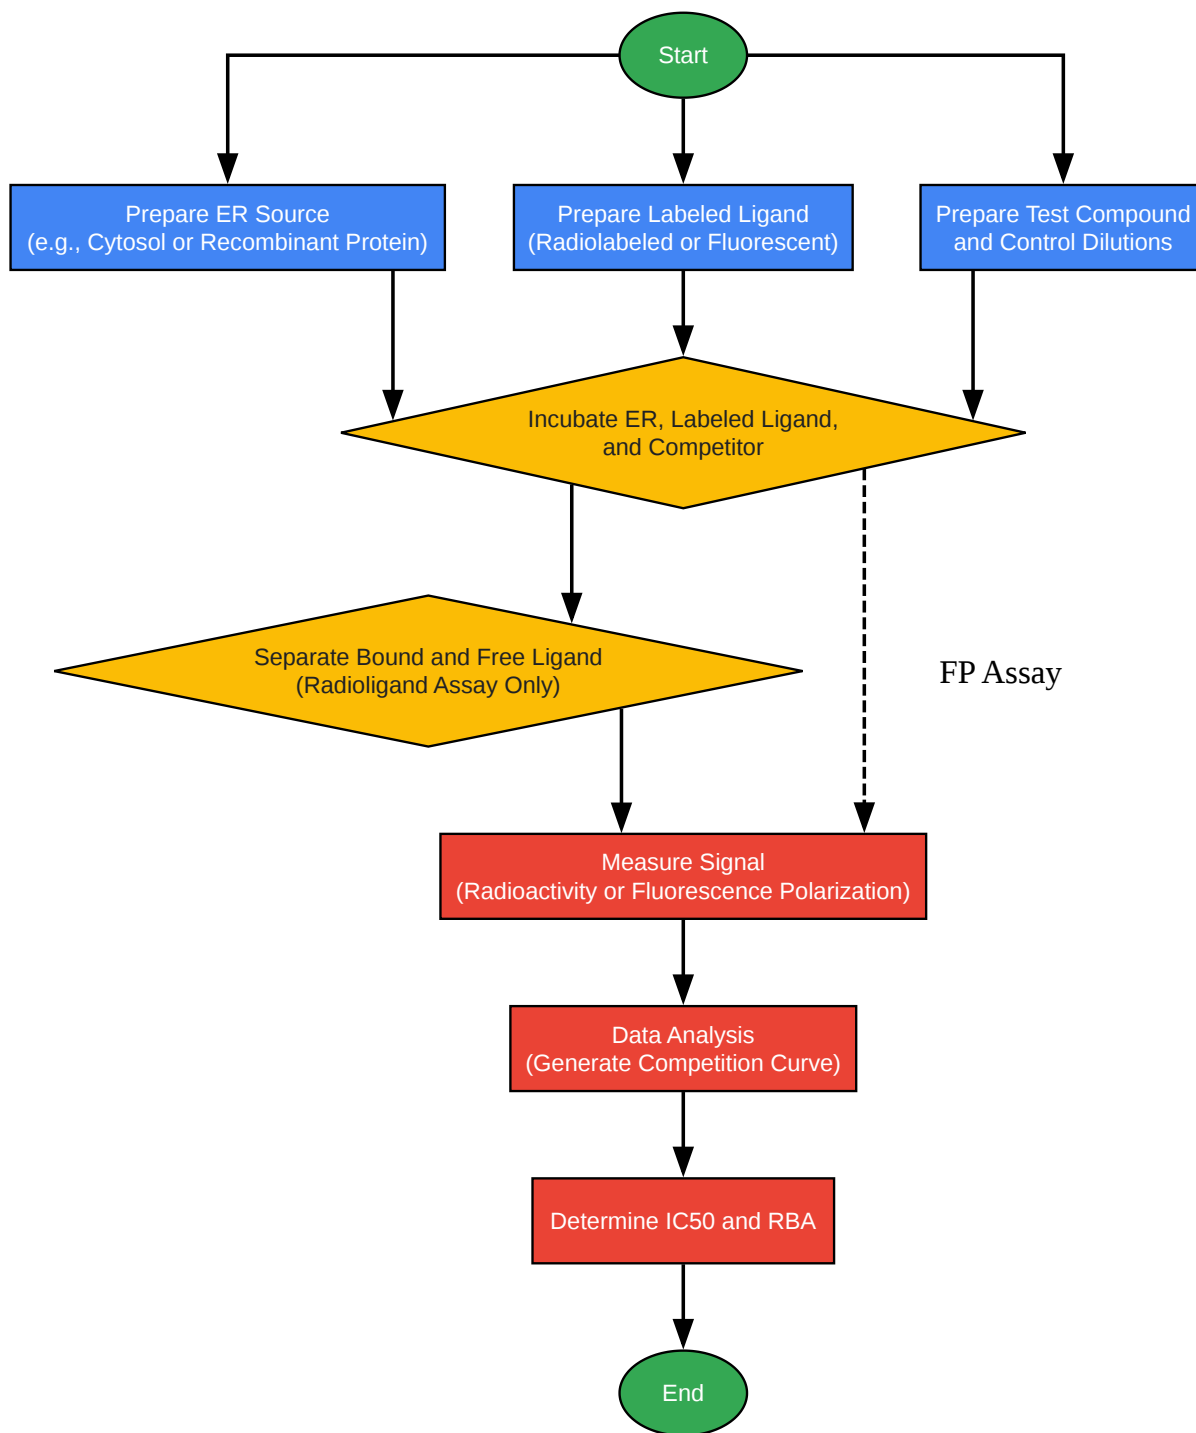 Start
Prepare ER Source
(e.g., Cytosol or Recombinant Protein)
Prepare Labeled Ligand
(Radiolabeled or Fluorescent)
Prepare Test Compound
and Control Dilutions
Incubate ER, Labeled Ligand,
and Competitor
Separate Bound and Free Ligand
(Radioligand Assay Only)
FP Assay
Measure Signal
(Radioactivity or Fluorescence Polarization)
Data Analysis
(Generate Competition Curve)
Determine IC50 and RBA
End